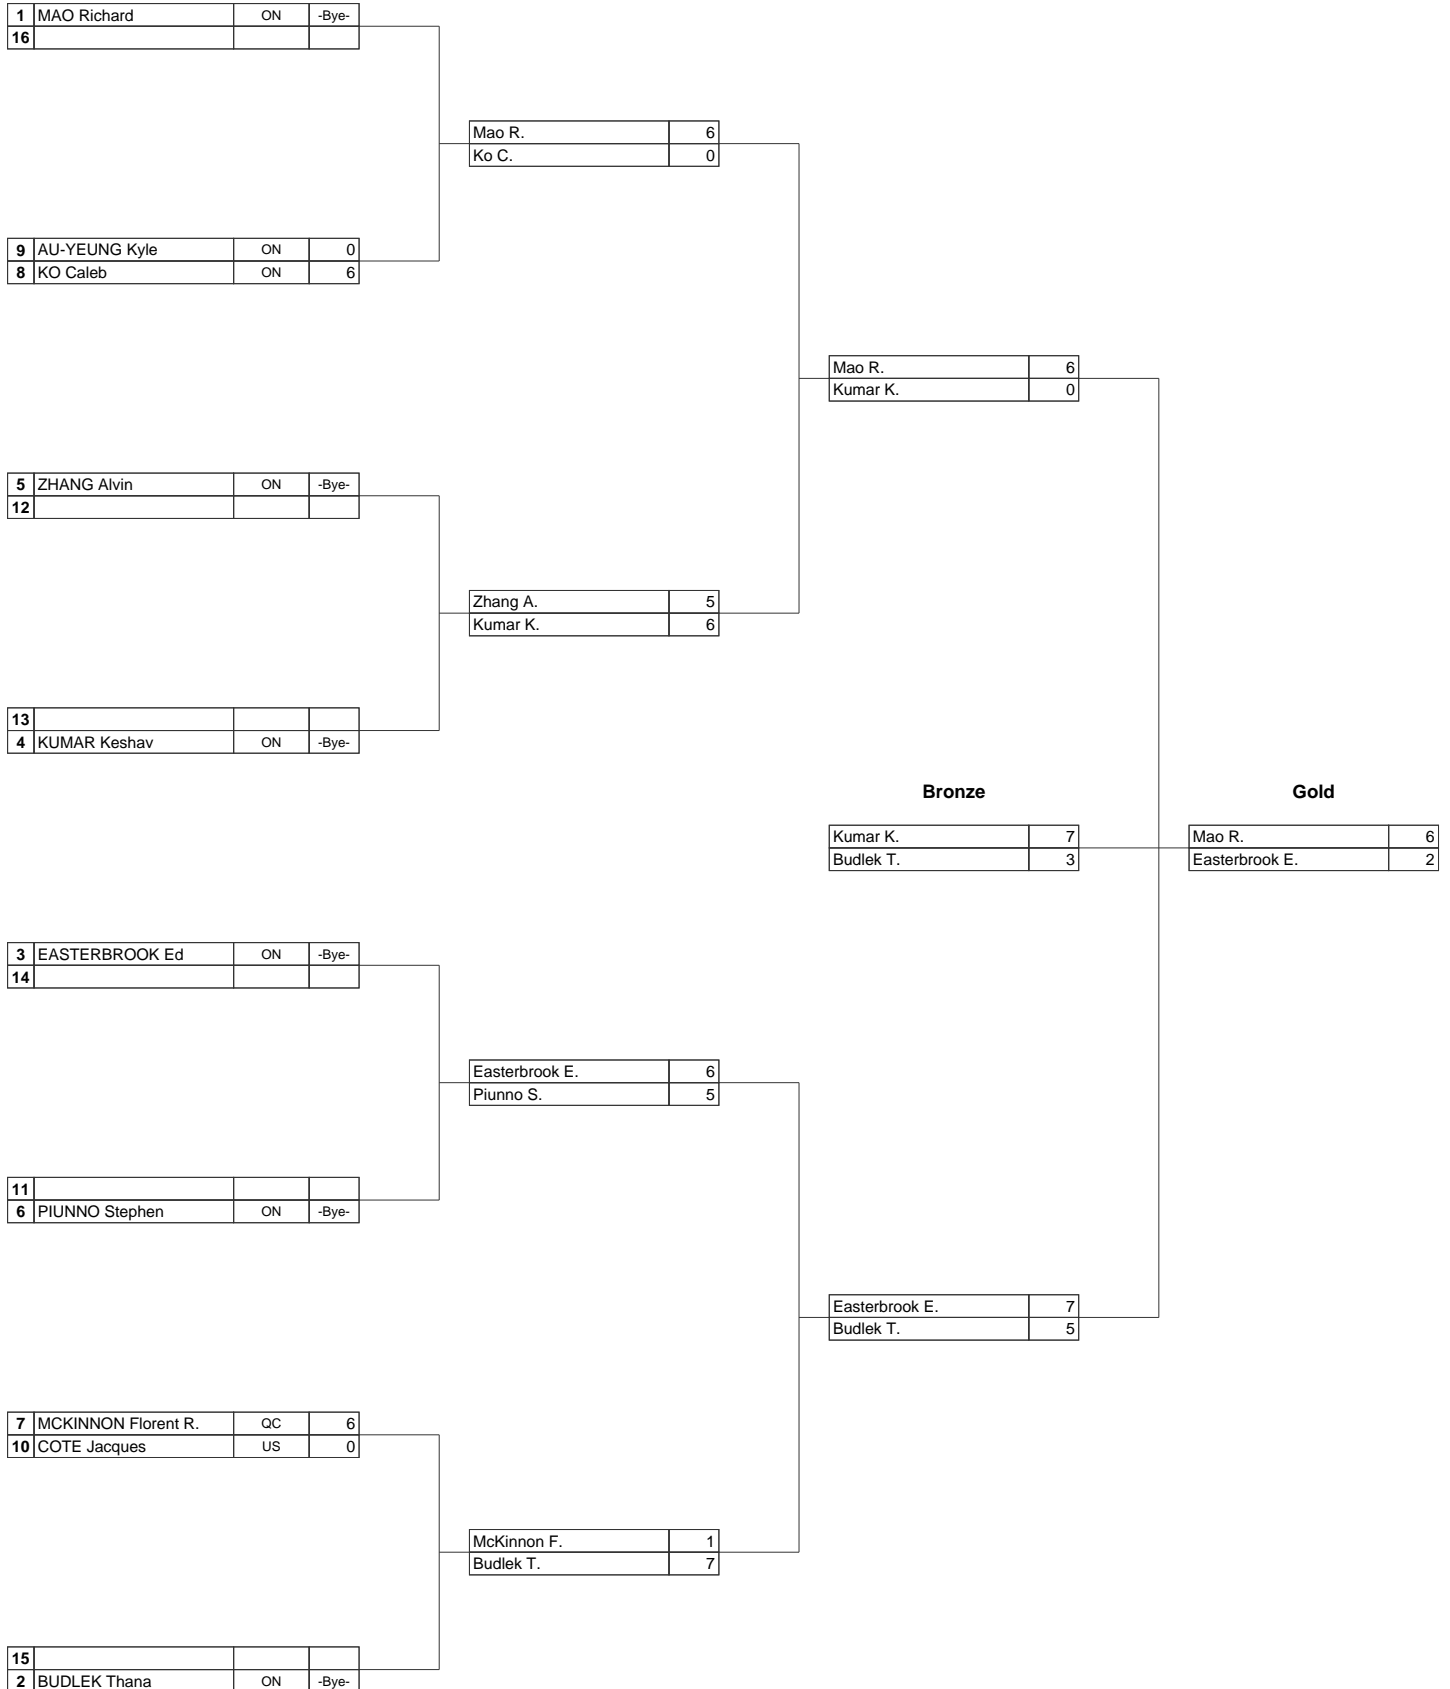 1 MAO Richard ON -Bye-
16
Mao R. 6
Ko C. 0
9 AU-YEUNG Kyle ON 0
8 KO Caleb ON 6
Mao R. 6
Kumar K. 0
5 ZHANG Alvin ON -Bye-
12
Zhang A. 5
Kumar K. 6
13
4 KUMAR Keshav ON -Bye-
Bronze Gold
Kumar K. 7 Mao R. 6
Budlek T. 3 Easterbrook E. 2
3 EASTERBROOK Ed ON -Bye-
14
Easterbrook E. 6
Piunno S. 5
11
6 PIUNNO Stephen ON -Bye-
Easterbrook E. 7
Budlek T. 5
7 MCKINNON Florent R. QC 6
10 COTE Jacques US 0
McKinnon F. 1
Budlek T. 7
15
2 BUDLEK Thana ON -Bye-